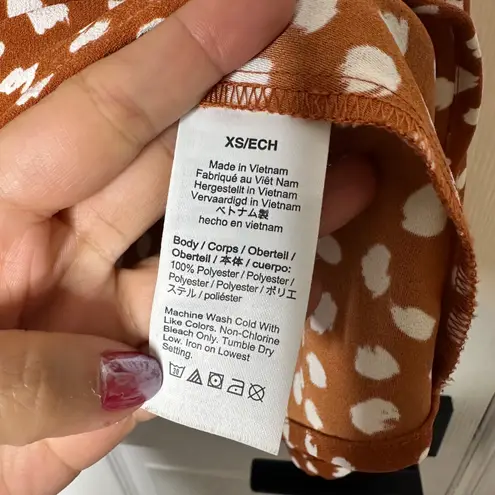 XS/ECH
Made in Vietnam
Fabriqué au Việt Nam
Hergestellt in Vietnam
Vervaardigd in Vietnam
ベトナム製
hecho en vietnam
Body / Corps / Oberteil /
Oberteil / 本体 / cuerpo:
100% Polyester / Polyester /
Polyester / Polyester / ポリエ
ステル / poliéster
Machine Wash Cold With
Like Colors. Non-Chlorine
Bleach Only. Tumble Dry
Low. Iron on Lowest
Setting.
30